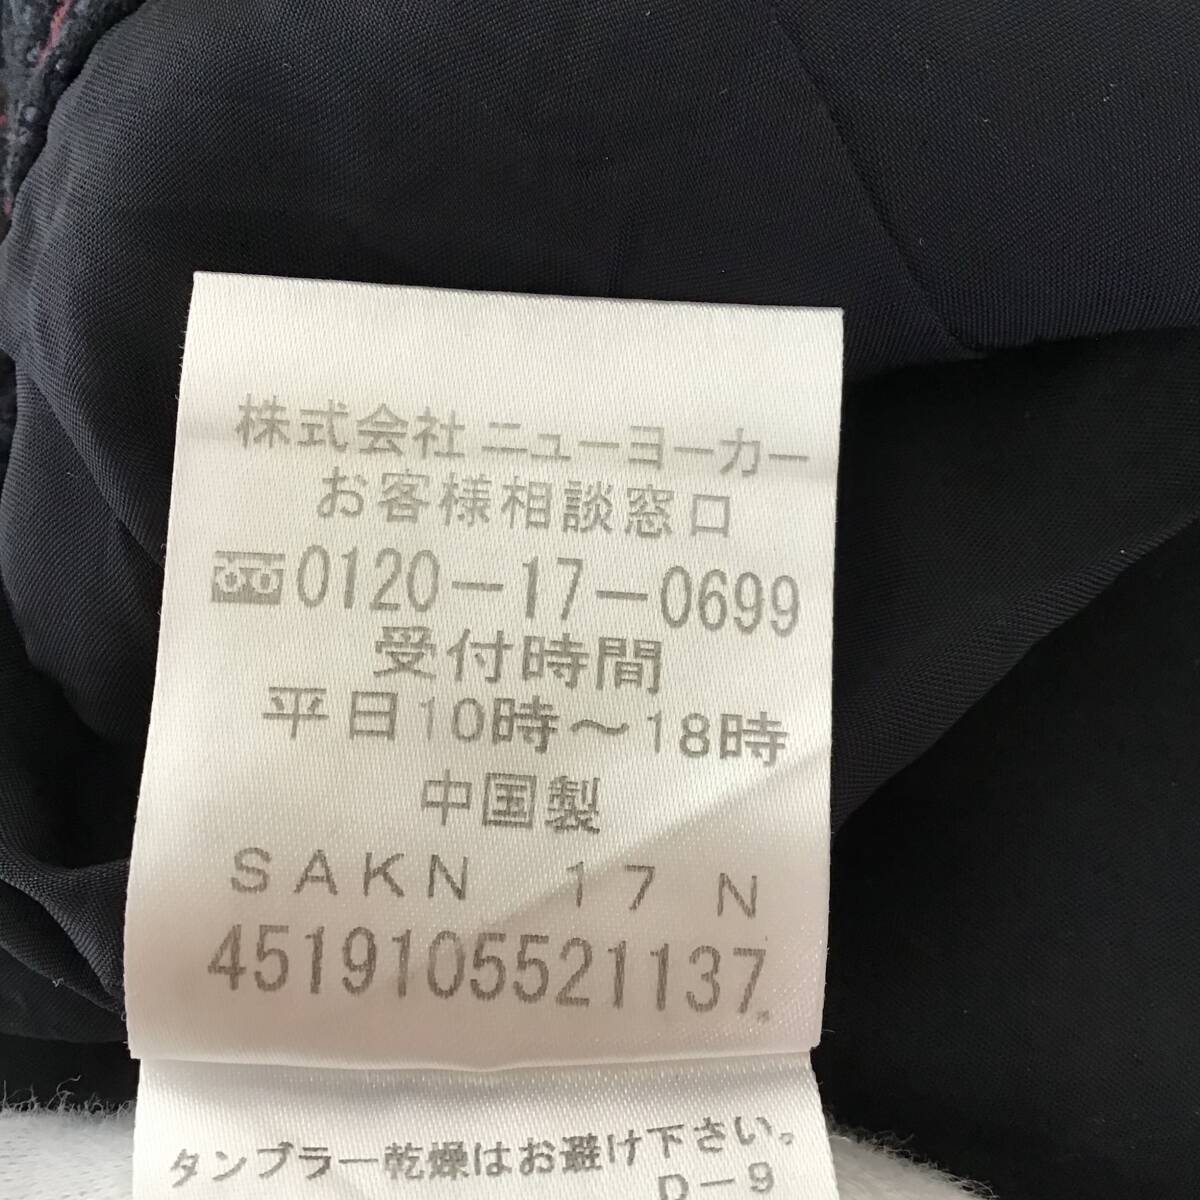 株式会社 ニューヨーカー
お客様相談窓口
0120-17-0699
受付時間
平日10時～18時
中国製
SAKN 17 N
4519105521137
タンブラー乾燥はお避け下さい。
D-9